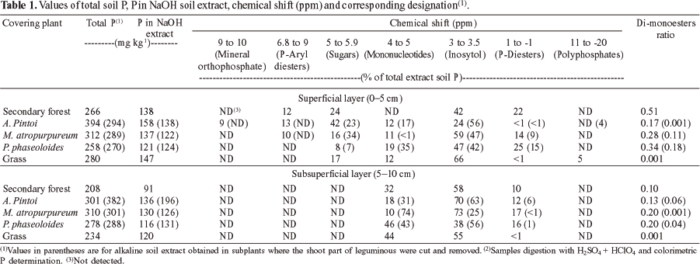 Table 1. Values of total soil P, P in NaOH soil extract, chemical shift (ppm) and corresponding designation(1).
Covering plant Total P(2) P in NaOH extract Chemical shift (ppm) Di-monoesters ratio
9 to 10 (Mineral orthophosphate) 6.8 to 9 (P-Aryl diesters) 5 to 5.9 (Sugars) 4 to 5 (Mononucleotides) 3 to 3.5 (Inosytol) 1 to -1 (P-Diesters) 11 to -20 (Polyphosphates)
---------(mg kg-1)-------- ---(% of total extract soil P)---
Superficial layer (0–5 cm)
Secondary forest 266 138 ND(3) 12 24 ND 42 22 ND 0.51
A. Pintoi 394 (294) 158 (138) 9 (ND) 13 (ND) 42 (23) 12 (17) 24 (56) <1 (<1) ND (4) 0.17 (0.001)
M. atropurpureum 312 (289) 137 (122) ND 10 (ND) 16 (34) 11 (<1) 59 (47) 14 (9) ND 0.28 (0.11)
P. phaseoloides 258 (270) 121 (124) ND ND 8 (7) 19 (35) 47 (42) 25 (15) ND 0.34 (0.18)
Grass 280 147 ND ND 17 12 66 <1 5 0.001
Subsuperficial layer (5–10 cm)
Secondary forest 208 91 ND ND ND 32 58 10 ND 0.10
A. Pintoi 301 (382) 136 (196) ND ND ND 18 (31) 70 (63) 12 (6) ND 0.13 (0.06)
M. atropurpureum 310 (301) 130 (126) ND ND ND 10 (74) 73 (25) 17 (<1) ND 0.20 (0.001)
P. phaseoloides 278 (288) 116 (131) ND ND ND 46 (43) 38 (56) 16 (1) ND 0.20 (0.04)
Grass 234 120 ND ND ND 44 55 <1 ND 0.001
(1)Values in parentheses are for alkaline soil extract obtained in subplants where the shoot part of leguminous were cut and removed. (2)Samples digestion with H2SO4 + HClO4 and colorimetric
P determination. (3)Not detected.